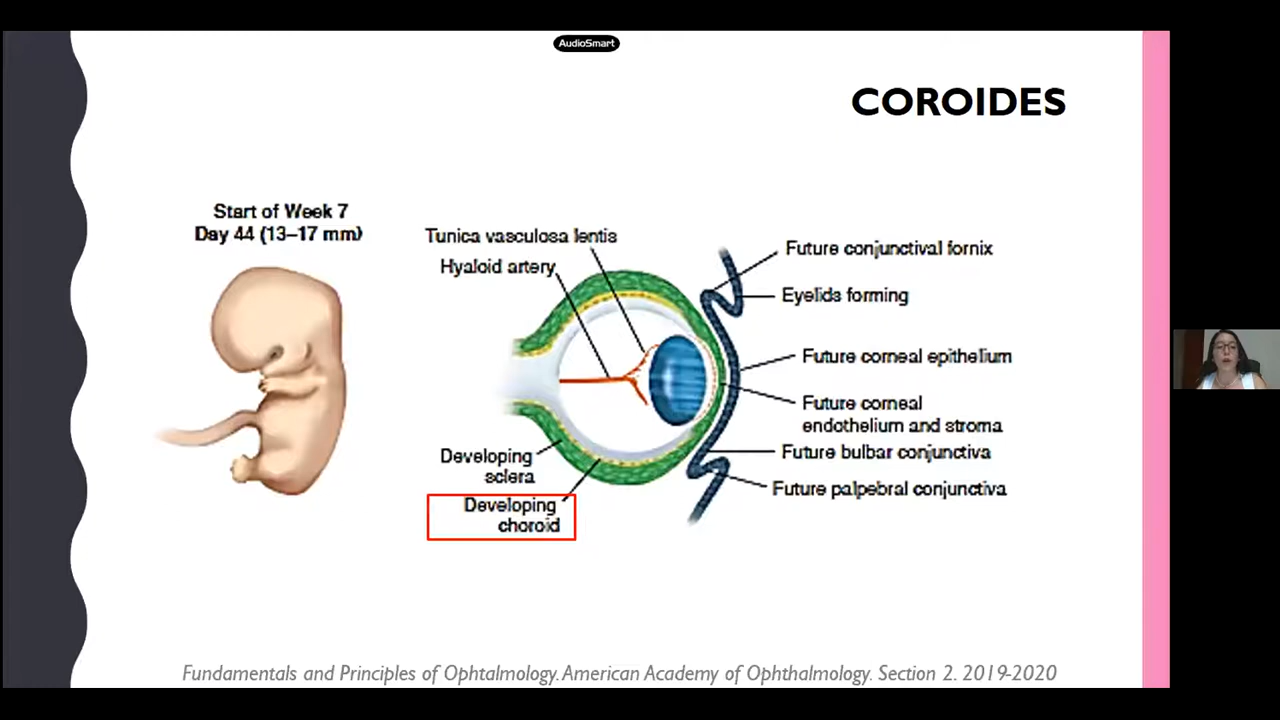 AudioSmart
COROIDES
Start of Week 7
Day 44 (13–17 mm)
Tunica vasculosa lentis
Hyaloid artery
Developing
sclera
Developing
choroid
Future conjunctival fornix
Eyelids forming
Future corneal epithelium
Future corneal
endothelium and stroma
Future bulbar conjunctiva
Future palpebral conjunctiva
Fundamentals and Principles of Ophtalmology. American Academy of Ophthalmology. Section 2. 2019-2020